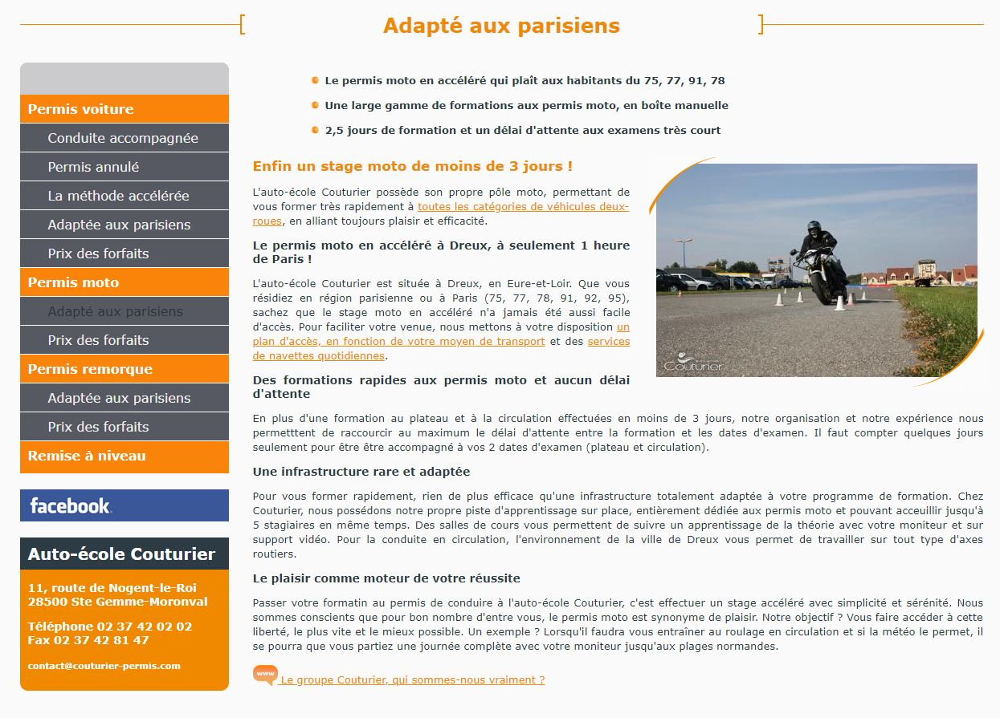 Adapté aux parisiens
Permis voiture
Conduite accompagnée
Permis annulé
La méthode accélérée
Adaptée aux parisiens
Prix des forfaits
Permis moto
Adapté aux parisiens
Prix des forfaits
Permis remorque
Adaptée aux parisiens
Prix des forfaits
Remise à niveau
facebook
Auto-école Couturier
11, route de Nogent-le-Roi
28500 Ste Gemme-Moronval
Téléphone 02 37 42 02 02
Fax 02 37 42 81 47
contact@couturier-permis.com
Le permis moto en accéléré qui plaît aux habitants du 75, 77, 91, 78
Une large gamme de formations aux permis moto, en boîte manuelle
2,5 jours de formation et un délai d'attente aux examens très court
Enfin un stage moto de moins de 3 jours !
L'auto-école Couturier possède son propre pôle moto, permettant de
vous former très rapidement à toutes les catégories de véhicules deux-
roues, en alliant toujours plaisir et efficacité.
Le permis moto en accéléré à Dreux, à seulement 1 heure
de Paris !
L'auto-école Couturier est située à Dreux, en Eure-et-Loir. Que vous
résidiez en région parisienne ou à Paris (75, 77, 78, 91, 92, 95),
sachez que le stage moto en accéléré n'a jamais été aussi facile
d'accès. Pour faciliter votre venue, nous mettons à votre disposition un
plan d'accès, en fonction de votre moyen de transport et des services
de navettes quotidiennes.
Couturier
Des formations rapides aux permis moto et aucun délai
d'attente
En plus d'une formation au plateau et à la circulation effectuées en moins de 3 jours, notre organisation et notre expérience nous
permetttent de raccourcir au maximum le délai d'attente entre la formation et les dates d'examen. Il faut compter quelques jours
seulement pour être être accompagné à vos 2 dates d'examen (plateau et circulation).
Une infrastructure rare et adaptée
Pour vous former rapidement, rien de plus efficace qu'une infrastructure totalement adaptée à votre programme de formation. Chez
Couturier, nous possédons notre propre piste d'apprentissage sur place, entièrement dédiée aux permis moto et pouvant acceuillir jusqu'à
5 stagiaires en même temps. Des salles de cours vous permettent de suivre un apprentissage de la théorie avec votre moniteur et sur
support vidéo. Pour la conduite en circulation, l'environnement de la ville de Dreux vous permet de travailler sur tout type d'axes
routiers.
Le plaisir comme moteur de votre réussite
Passer votre formatin au permis de conduire à l'auto-école Couturier, c'est effectuer un stage accéléré avec simplicité et sérénité. Nous
sommes conscients que pour bon nombre d'entre vous, le permis moto est synonyme de plaisir. Notre objectif ? Vous faire accéder à cette
liberté, le plus vite et le mieux possible. Un exemple ? Lorsqu'il faudra vous entraîner au roulage en circulation et si la météo le permet, il
se pourra que vous partiez une journée complète avec votre moniteur jusqu'aux plages normandes.
www Le groupe Couturier, qui sommes-nous vraiment ?